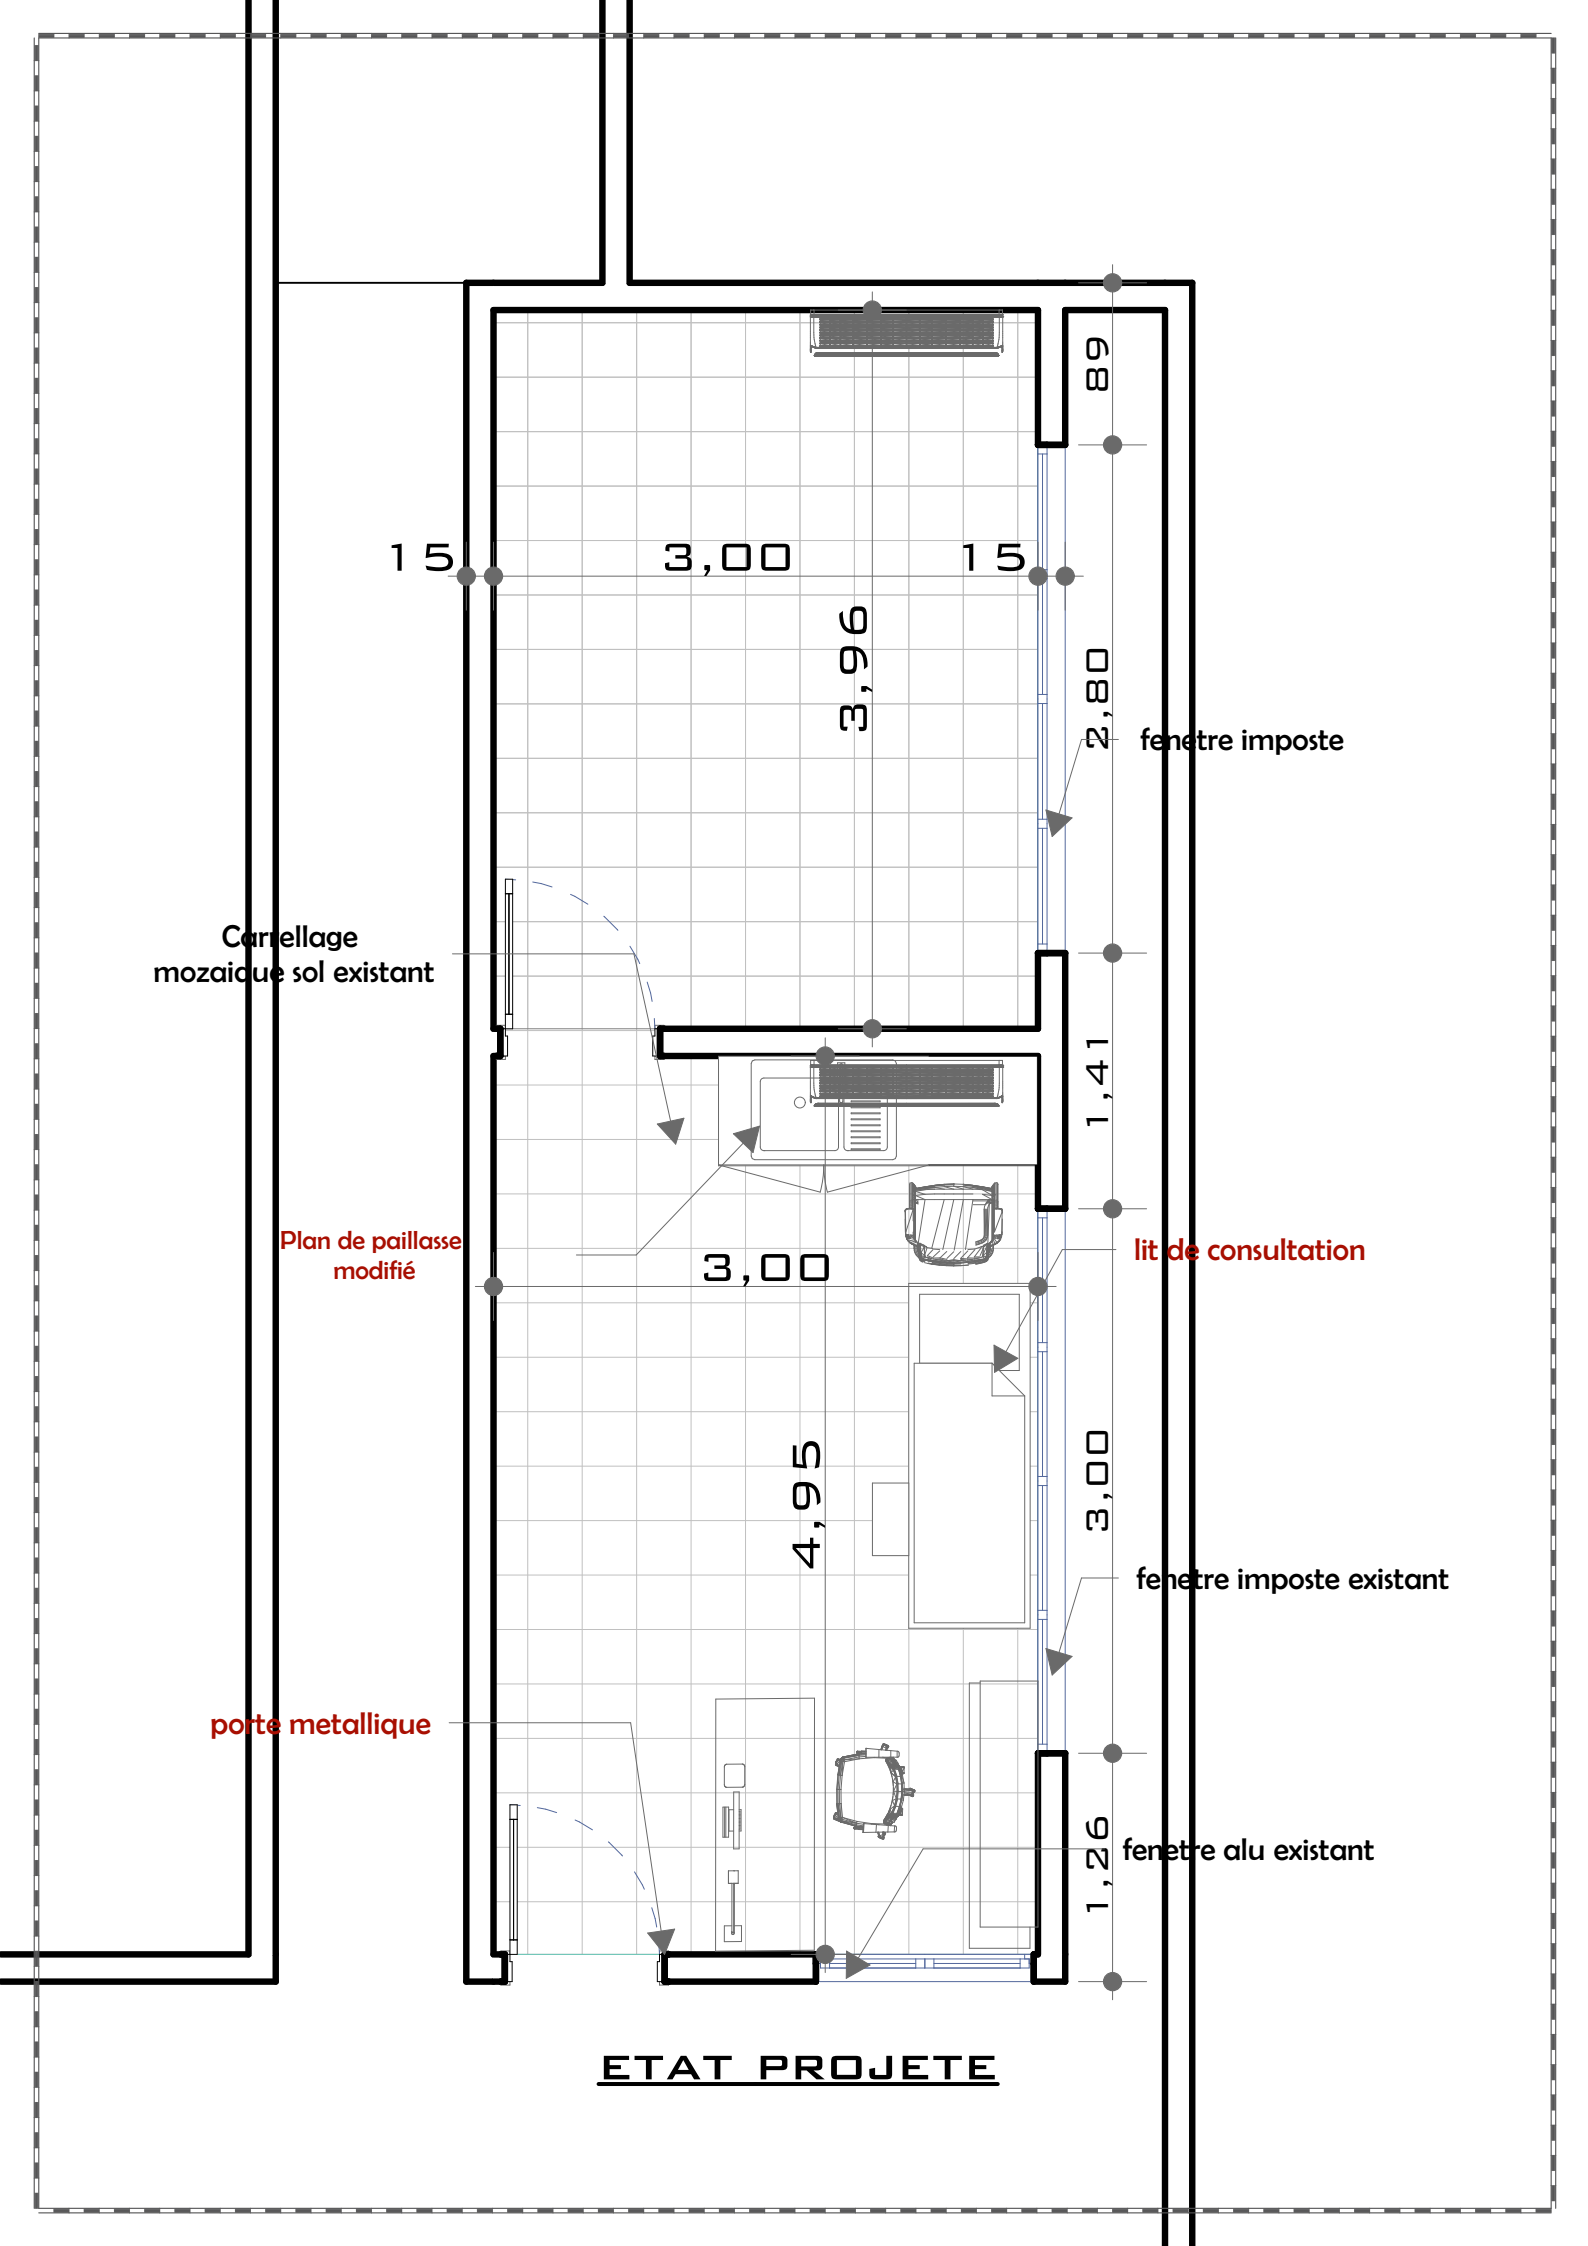 89
15
3,00
15
3,96
2,80
fenetre imposte
Carrellage
mozaique sol existant
1,41
Plan de paillasse
modifié
3,00
lit de consultation
4,95
3,00
fenetre imposte existant
porte metallique
1,26
fenetre alu existant
ETAT PROJETE